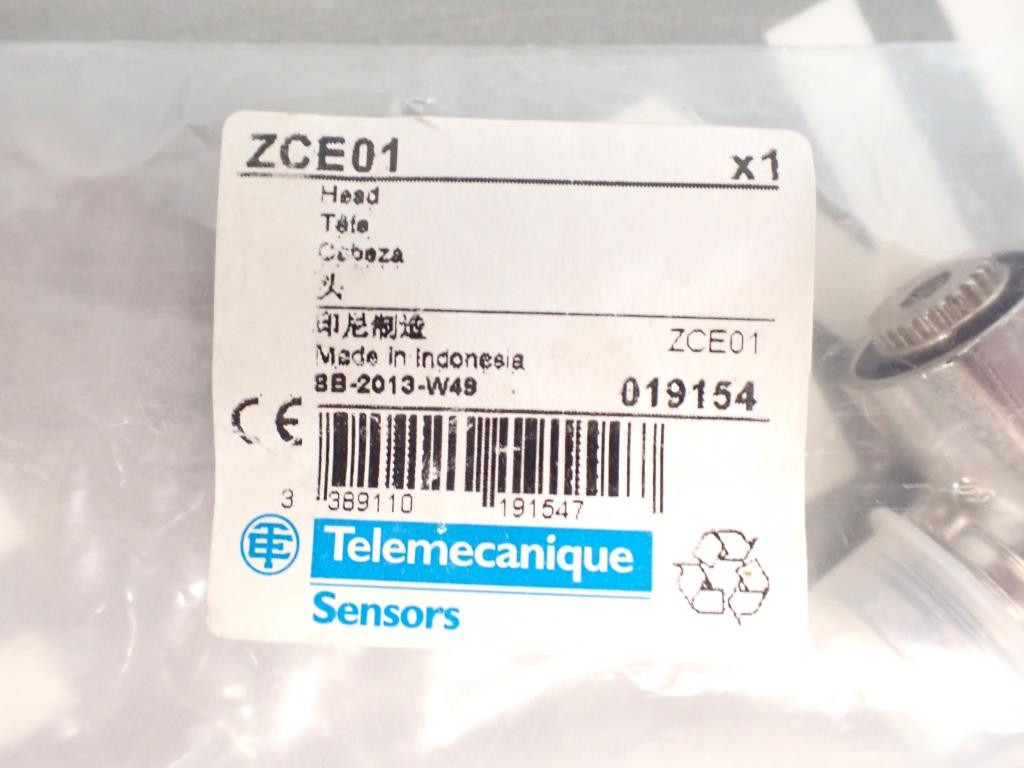 ZCE01 x1
Head
Tête
Cabeza
头
印尼制造 ZCE01
Made in Indonesia
8B-2013-W49 019154
CE
3 389110 191547
TE Telemecanique
Sensors